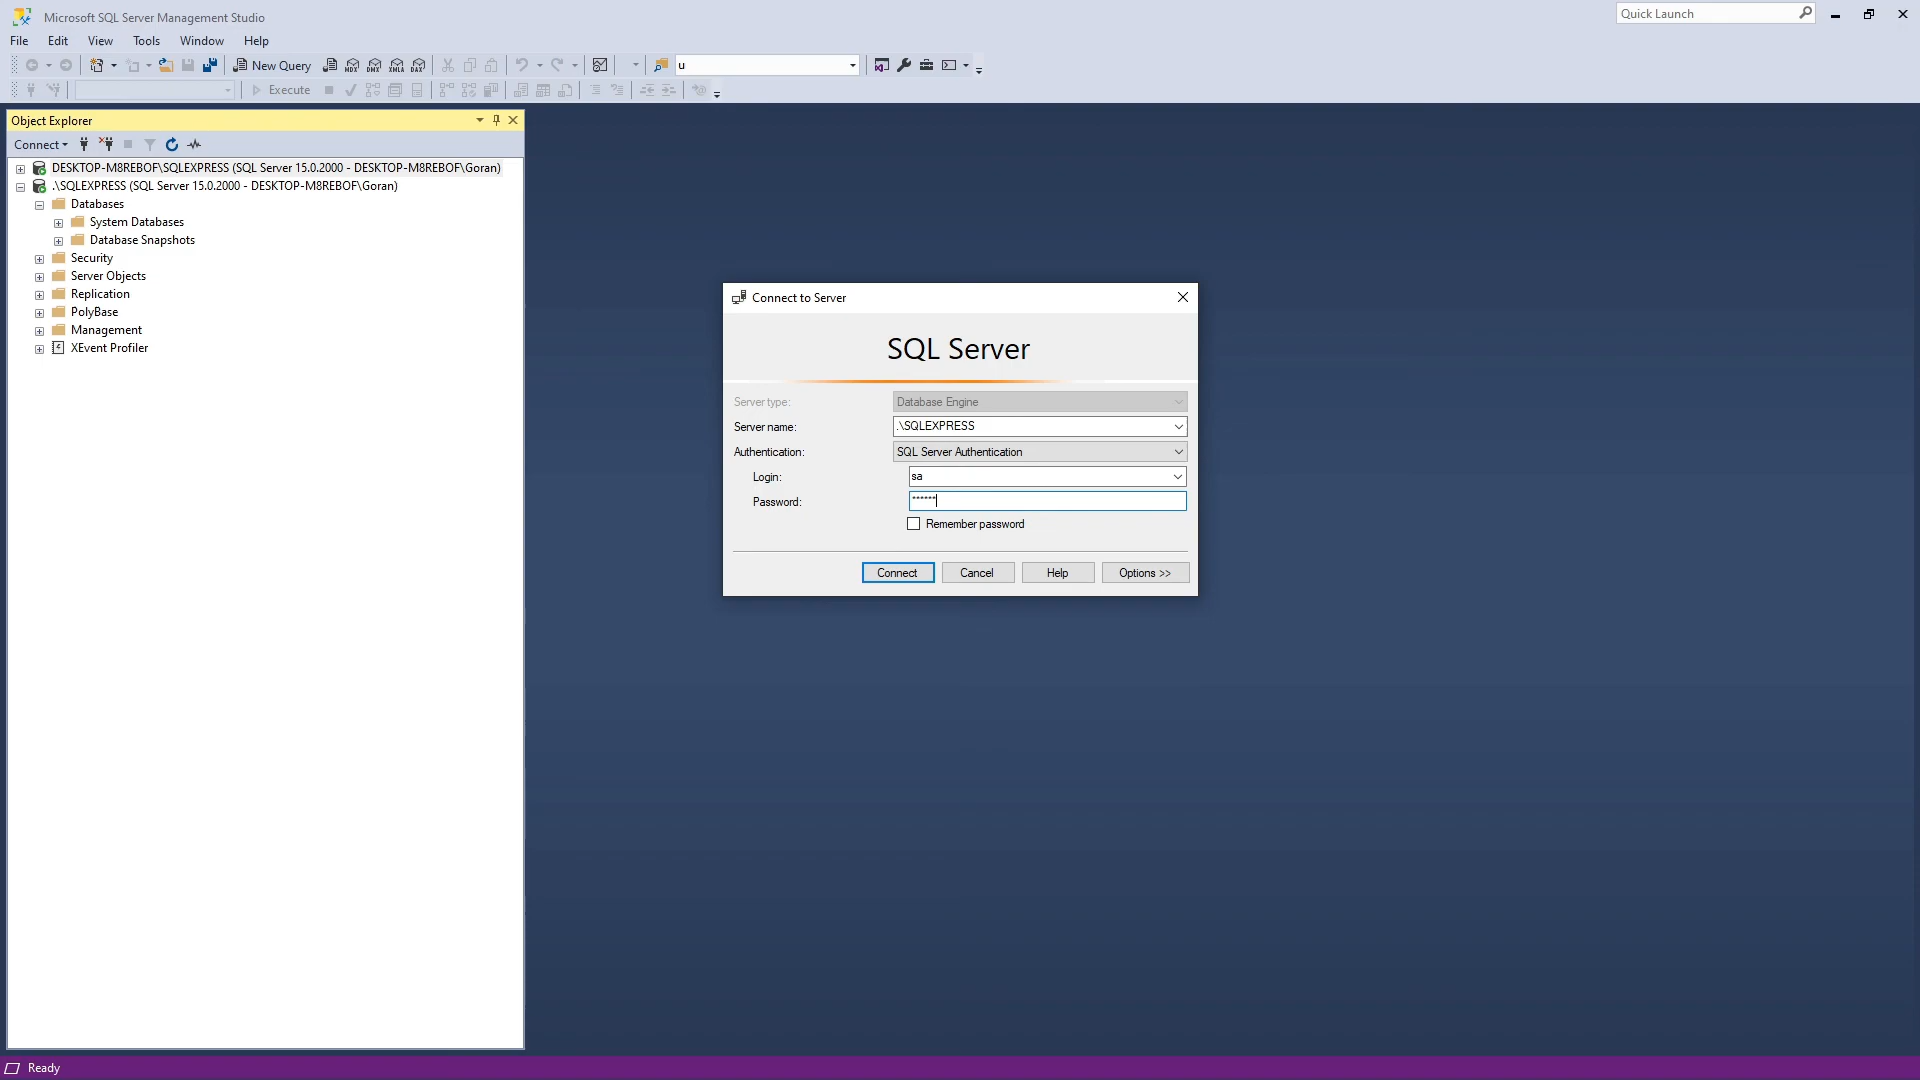 Microsoft SQL Server Management Studio
Quick Launch
File Edit View Tools Window Help
New Query MDX DMX XMLA DAX u
Execute
Object Explorer
Connect
DESKTOP-M8REBOF\SQLEXPRESS (SQL Server 15.0.2000 - DESKTOP-M8REBOF\Goran)
.\SQLEXPRESS (SQL Server 15.0.2000 - DESKTOP-M8REBOF\Goran)
Databases
System Databases
Database Snapshots
Security
Server Objects
Replication
PolyBase
Management
XEvent Profiler
Connect to Server
SQL Server
Server type: Database Engine
Server name: .\SQLEXPRESS
Authentication: SQL Server Authentication
Login: sa
Password: ******
Remember password
Connect Cancel Help Options >>
Ready